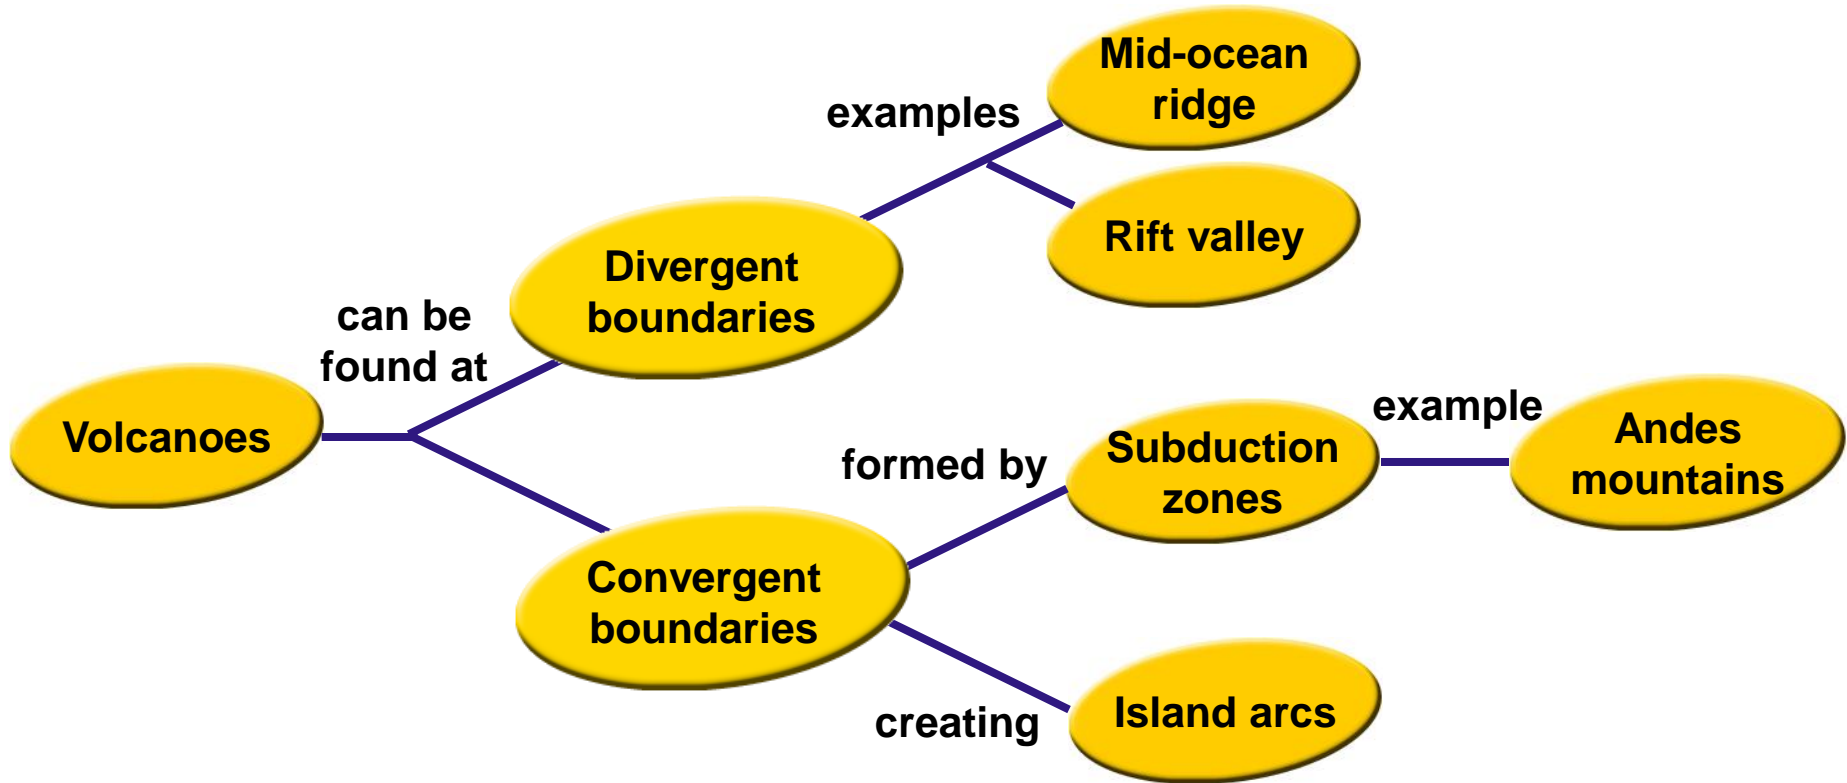 Volcanoes
can be
found at
Divergent
boundaries
examples
Mid-ocean
ridge
Rift valley
Convergent
boundaries
formed by
Subduction
zones
example
Andes
mountains
creating
Island arcs